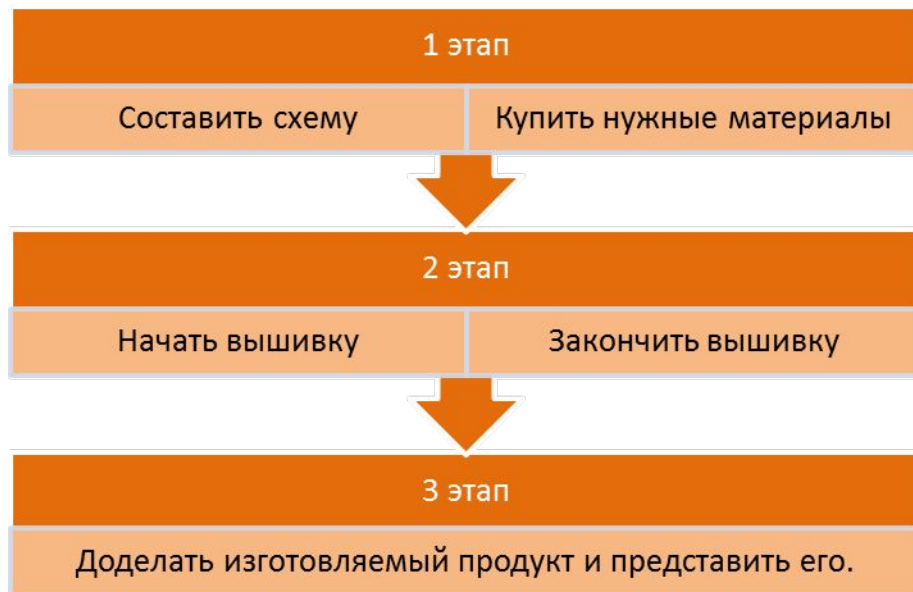 1 этап
Составить схему
Купить нужные материалы
2 этап
Начать вышивку
Закончить вышивку
3 этап
Доделать изготовляемый продукт и представить его.